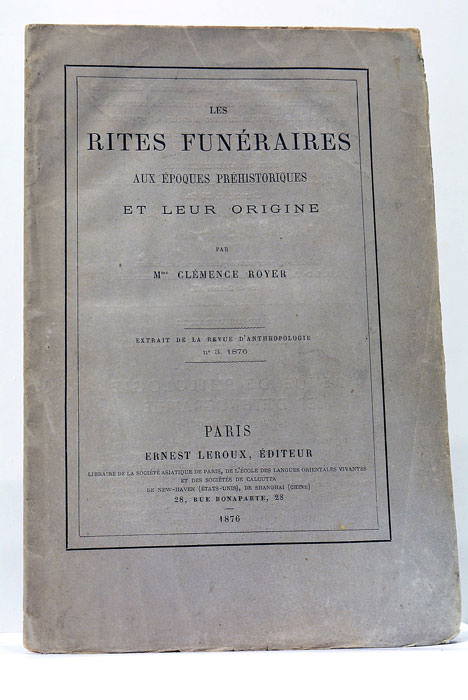 LES
RITES FUNÉRAIRES
AUX ÉPOQUES PRÉHISTORIQUES
ET LEUR ORIGINE
PAR
Mme CLÉMENCE ROYER
EXTRAIT DE LA REVUE D'ANTHROPOLOGIE
nº 3. 1876
PARIS
ERNEST LEROUX, ÉDITEUR
LIBRAIRE DE LA SOCIÉTÉ ASIATIQUE DE PARIS, DE L'ÉCOLE DES LANGUES ORIENTALES VIVANTES
ET DES SOCIÉTÉS DE CALCUTTA
DE NEW-HAVEN (ÉTATS-UNIS), DE SHANGHAI (CHINE)
28, RUE BONAPARTE, 28
1876